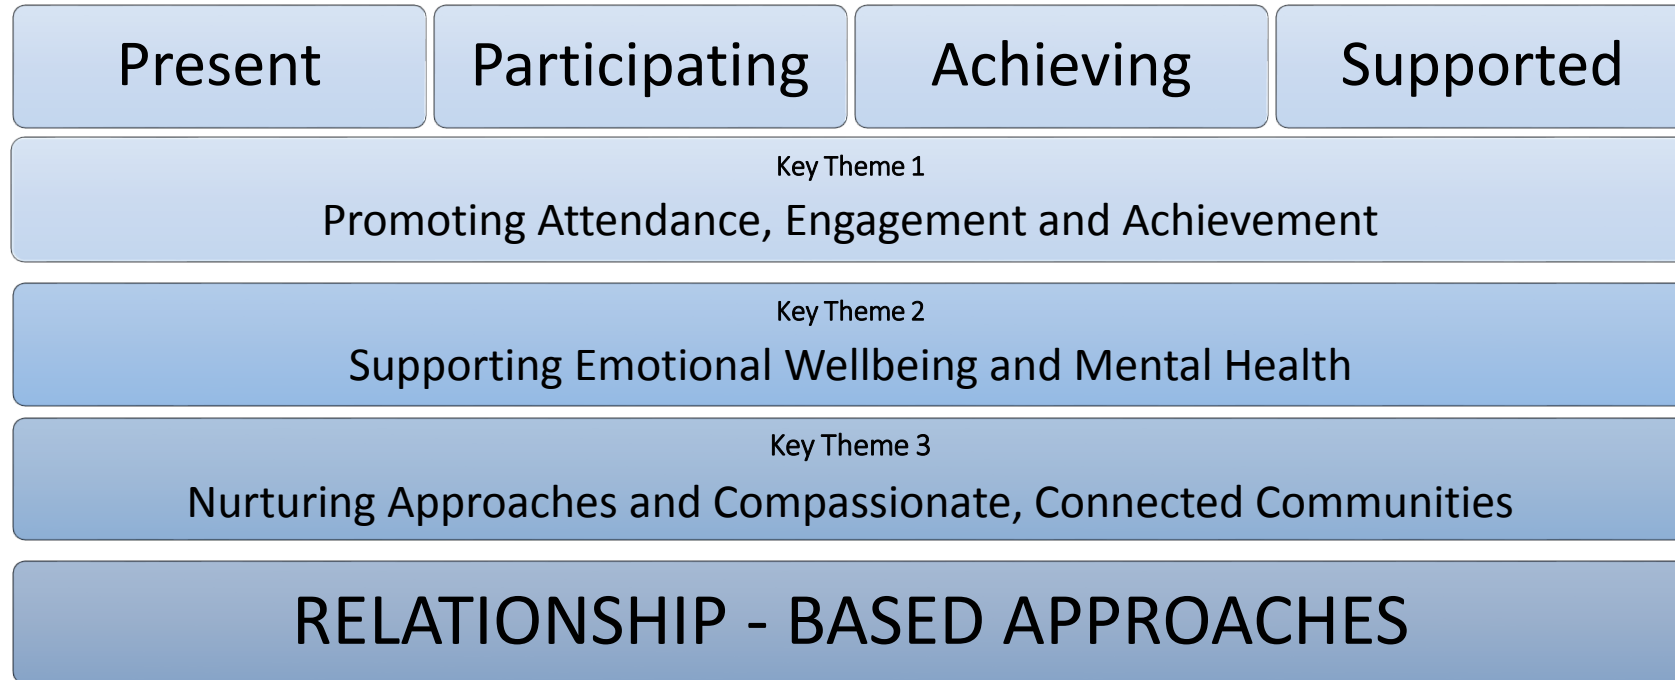 Present
Participating
Achieving
Supported
Key Theme 1
Promoting Attendance, Engagement and Achievement
Key Theme 2
Supporting Emotional Wellbeing and Mental Health
Key Theme 3
Nurturing Approaches and Compassionate, Connected Communities
RELATIONSHIP - BASED APPROACHES